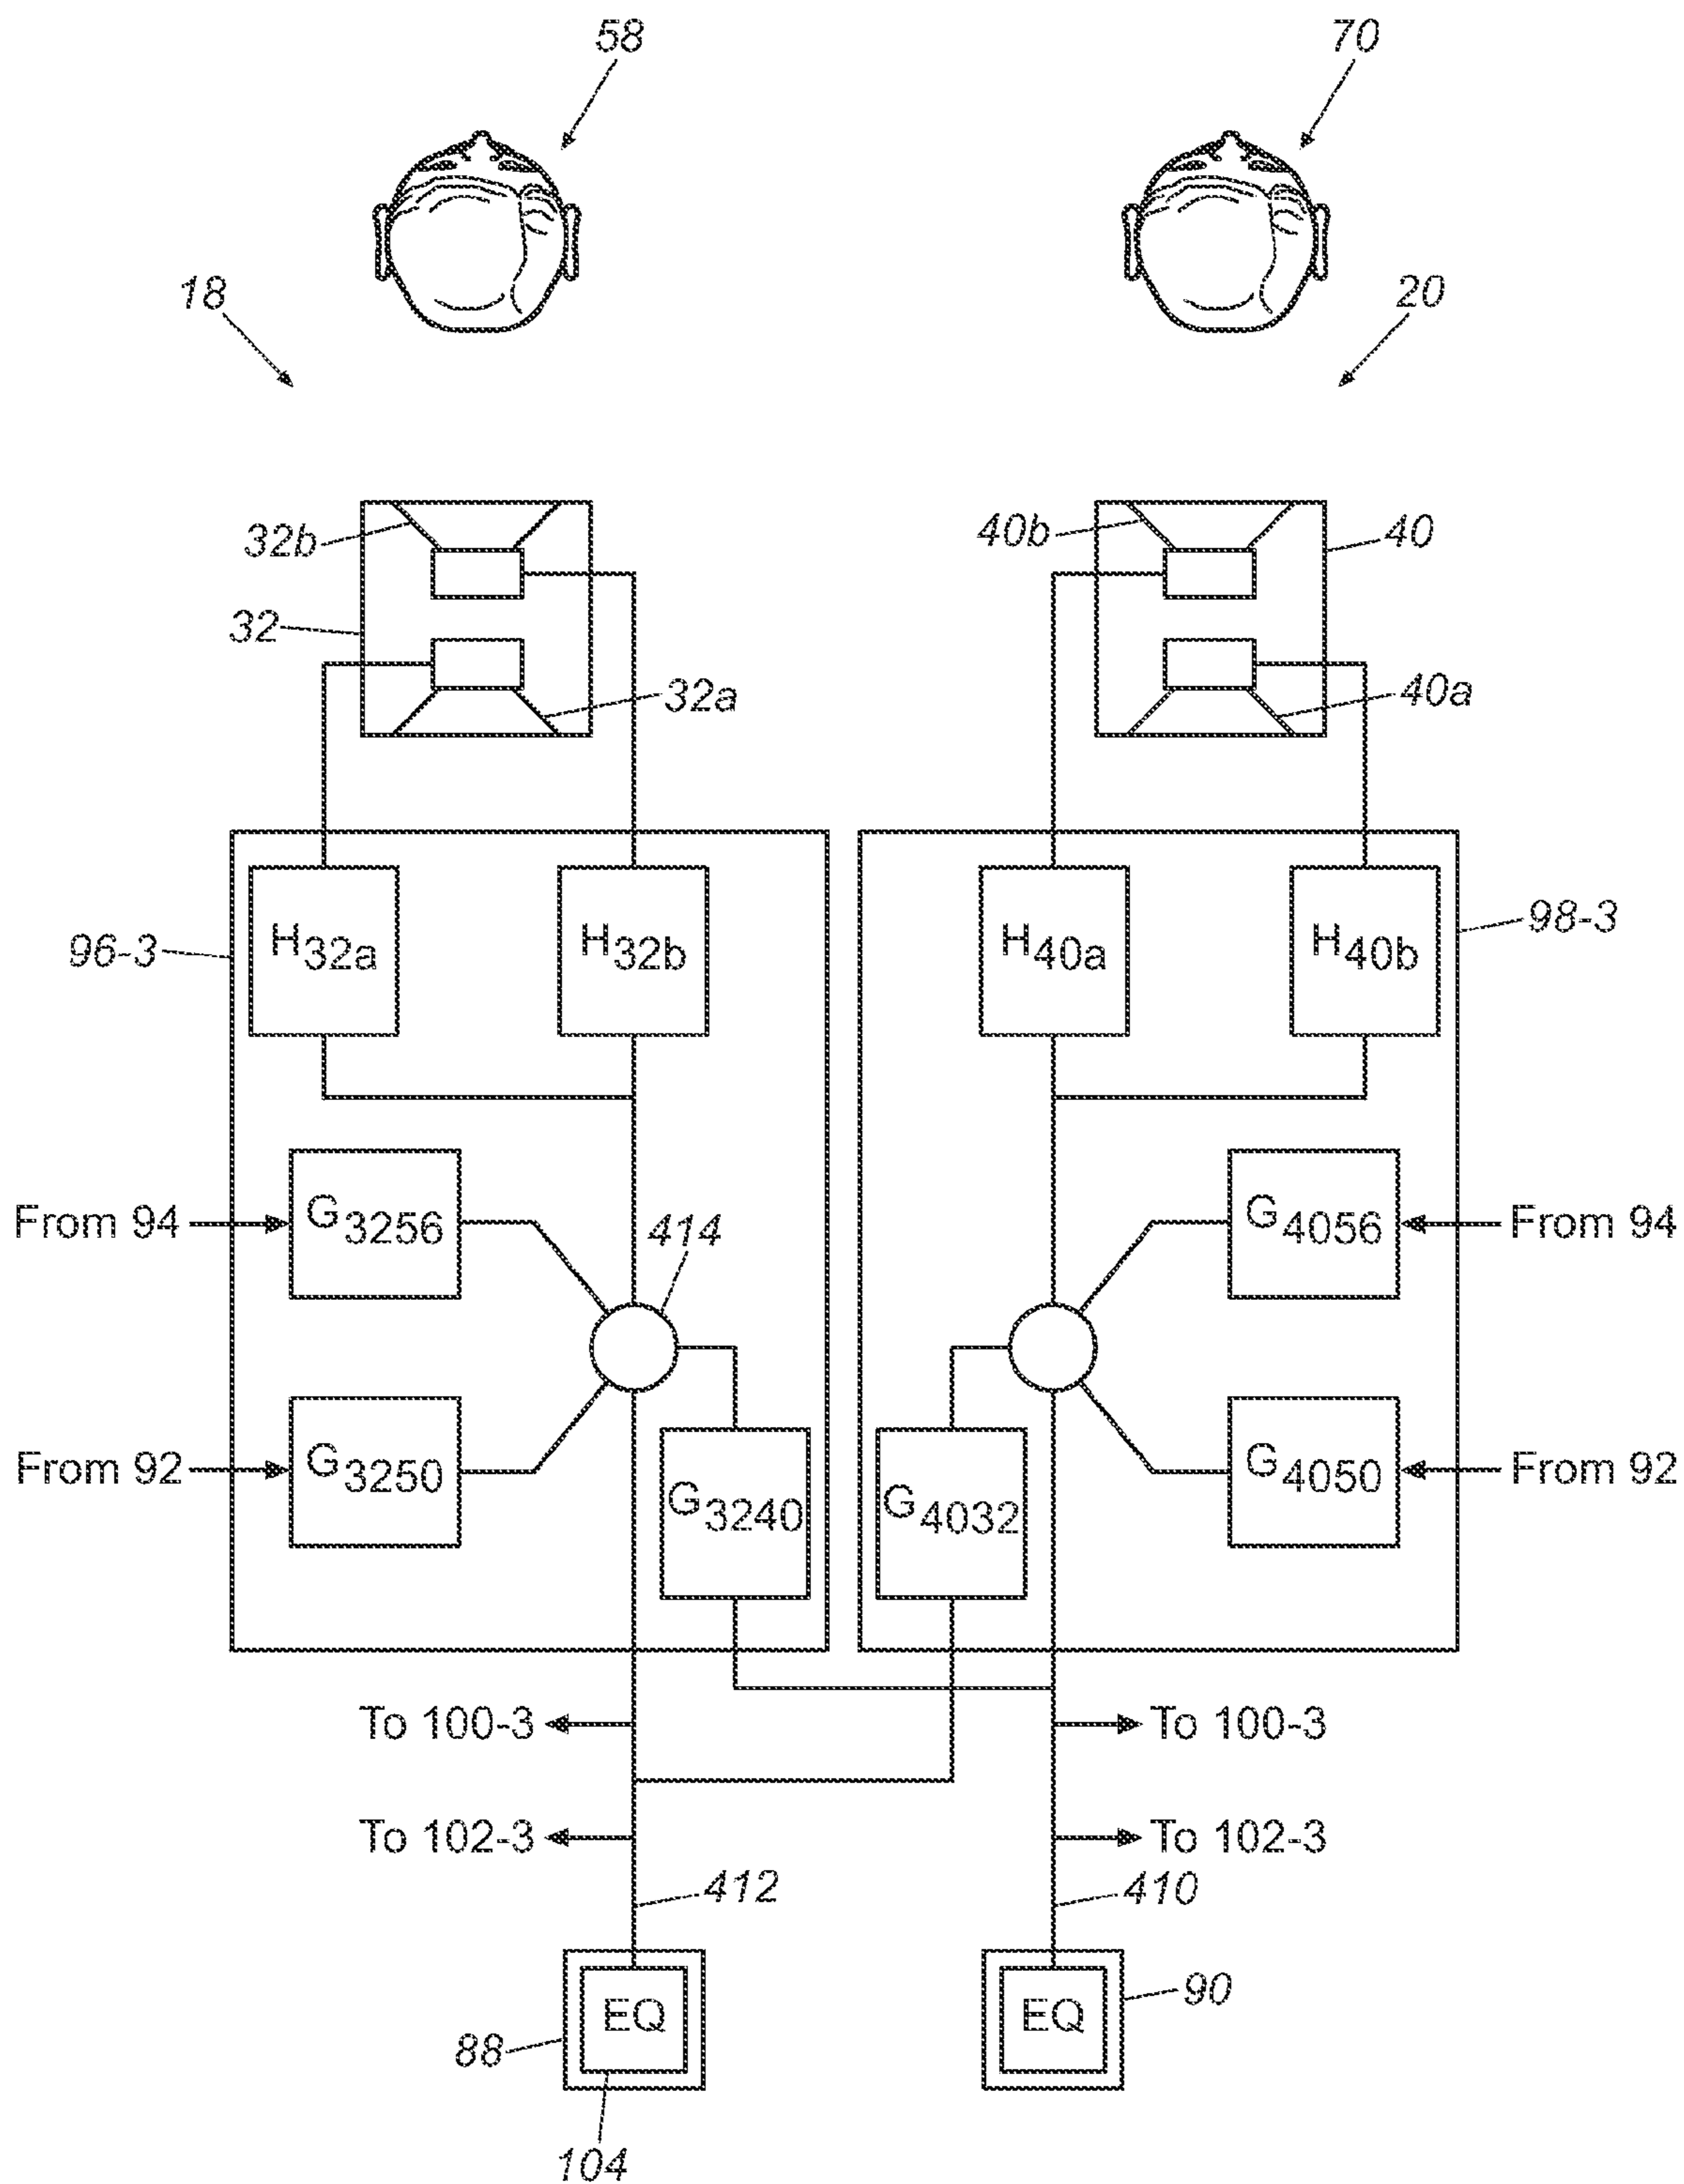 58 70
18 20
32b 40b 40
32 32a 40a
96-3 H32a H32b H40a H40b 98-3
From 94 G3256 414 G4056 From 94
From 92 G3250 G3240 G4032 G4050 From 92
To 100-3 To 100-3
To 102-3 To 102-3
412 410
88 EQ EQ 90
104